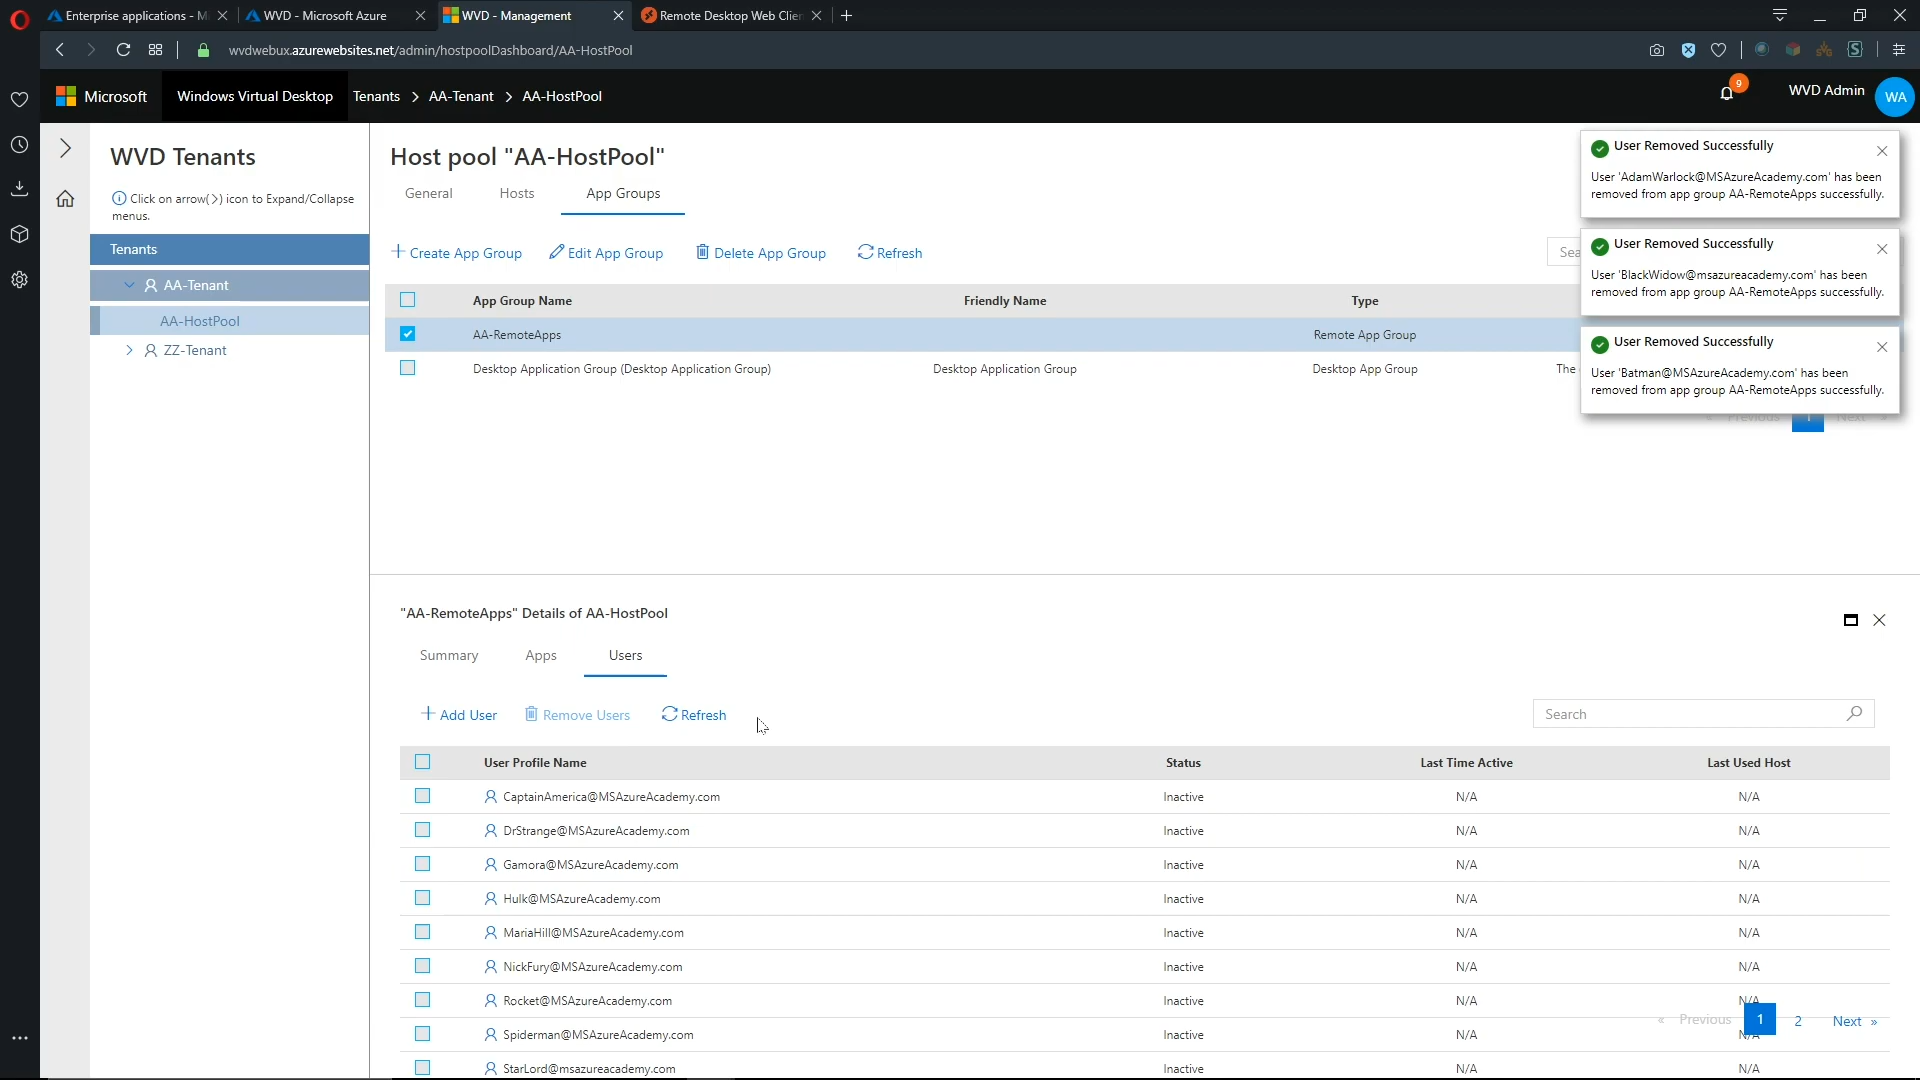 Enterprise applications - M
WVD - Microsoft Azure
WVD - Management
Remote Desktop Web Clien
wvdwebux.azurewebsites.net/admin/hostpoolDashboard/AA-HostPool
Microsoft
Windows Virtual Desktop
Tenants > AA-Tenant > AA-HostPool
9
WVD Admin
WA
WVD Tenants
Click on arrow(>) icon to Expand/Collapse
menus.
Tenants
AA-Tenant
AA-HostPool
ZZ-Tenant
Host pool "AA-HostPool"
General
Hosts
App Groups
Create App Group
Edit App Group
Delete App Group
Refresh
Sea
App Group Name
Friendly Name
Type
AA-RemoteApps
Remote App Group
Desktop Application Group (Desktop Application Group)
Desktop Application Group
Desktop App Group
The
Previous
1
Next
User Removed Successfully
User 'AdamWarlock@MSAzureAcademy.com' has been
removed from app group AA-RemoteApps successfully.
User Removed Successfully
User 'BlackWidow@msazureacademy.com' has been
removed from app group AA-RemoteApps successfully.
User Removed Successfully
User 'Batman@MSAzureAcademy.com' has been
removed from app group AA-RemoteApps successfully.
"AA-RemoteApps" Details of AA-HostPool
Summary
Apps
Users
Add User
Remove Users
Refresh
Search
User Profile Name
Status
Last Time Active
Last Used Host
CaptainAmerica@MSAzureAcademy.com
Inactive
N/A
N/A
DrStrange@MSAzureAcademy.com
Inactive
N/A
N/A
Gamora@MSAzureAcademy.com
Inactive
N/A
N/A
Hulk@MSAzureAcademy.com
Inactive
N/A
N/A
MariaHill@MSAzureAcademy.com
Inactive
N/A
N/A
NickFury@MSAzureAcademy.com
Inactive
N/A
N/A
Rocket@MSAzureAcademy.com
Inactive
N/A
N/A
Spiderman@MSAzureAcademy.com
Inactive
N/A
N/A
StarLord@msazureacademy.com
Inactive
N/A
N/A
« Previous
1
2
Next »